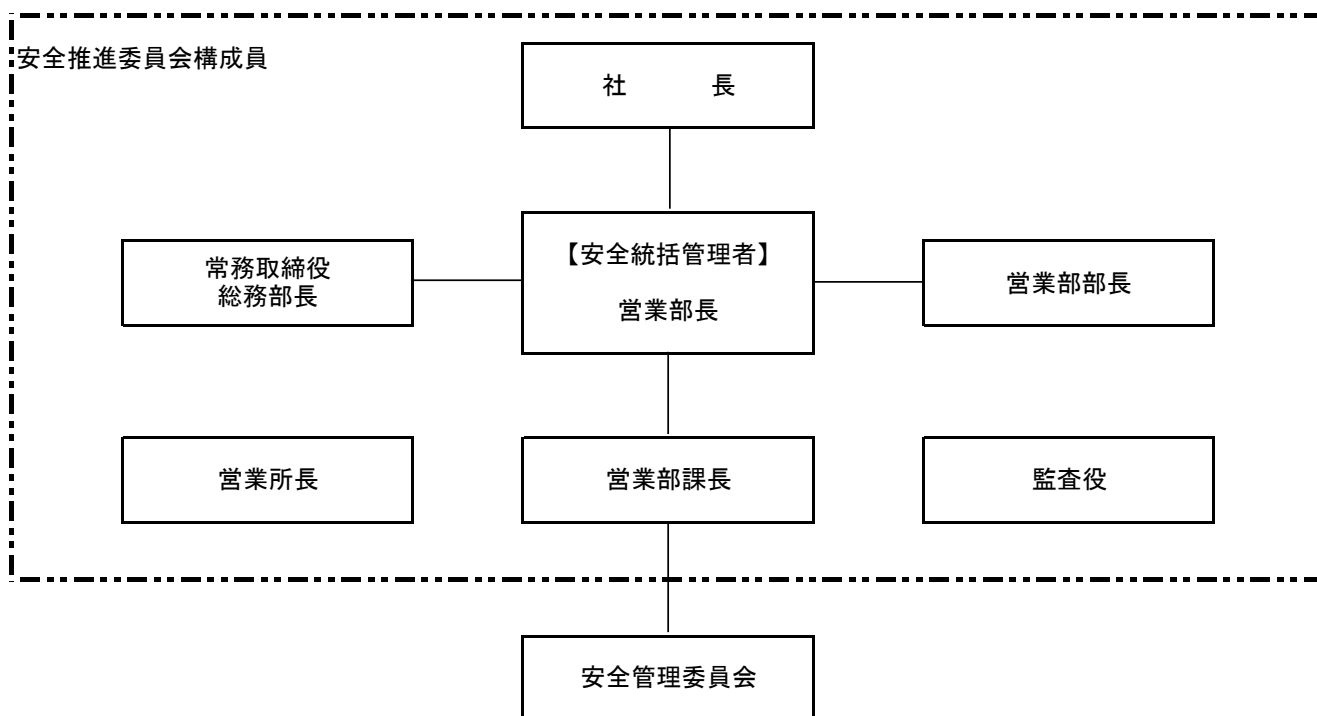 安全推進委員会構成員
社　　　長
【安全統括管理者】
営業部長
常務取締役
総務部長
営業部部長
営業所長
営業部課長
監査役
安全管理委員会